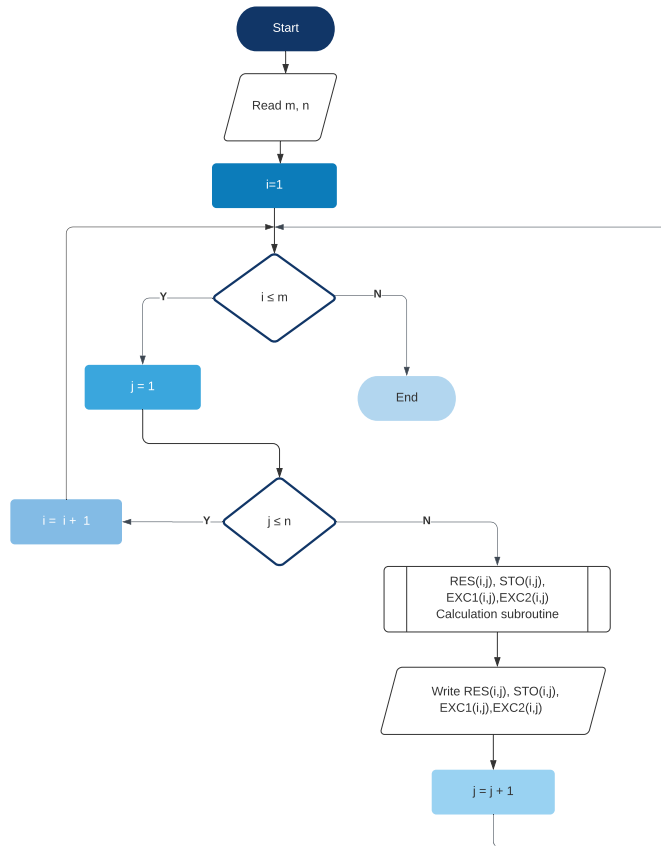 Start
Read m, n
i=1
i ≤ m
Y
N
j = 1
End
j ≤ n
Y
N
i = i + 1
RES(i,j), STO(i,j),
EXC1(i,j),EXC2(i,j)
Calculation subroutine
Write RES(i,j), STO(i,j),
EXC1(i,j),EXC2(i,j)
j = j + 1